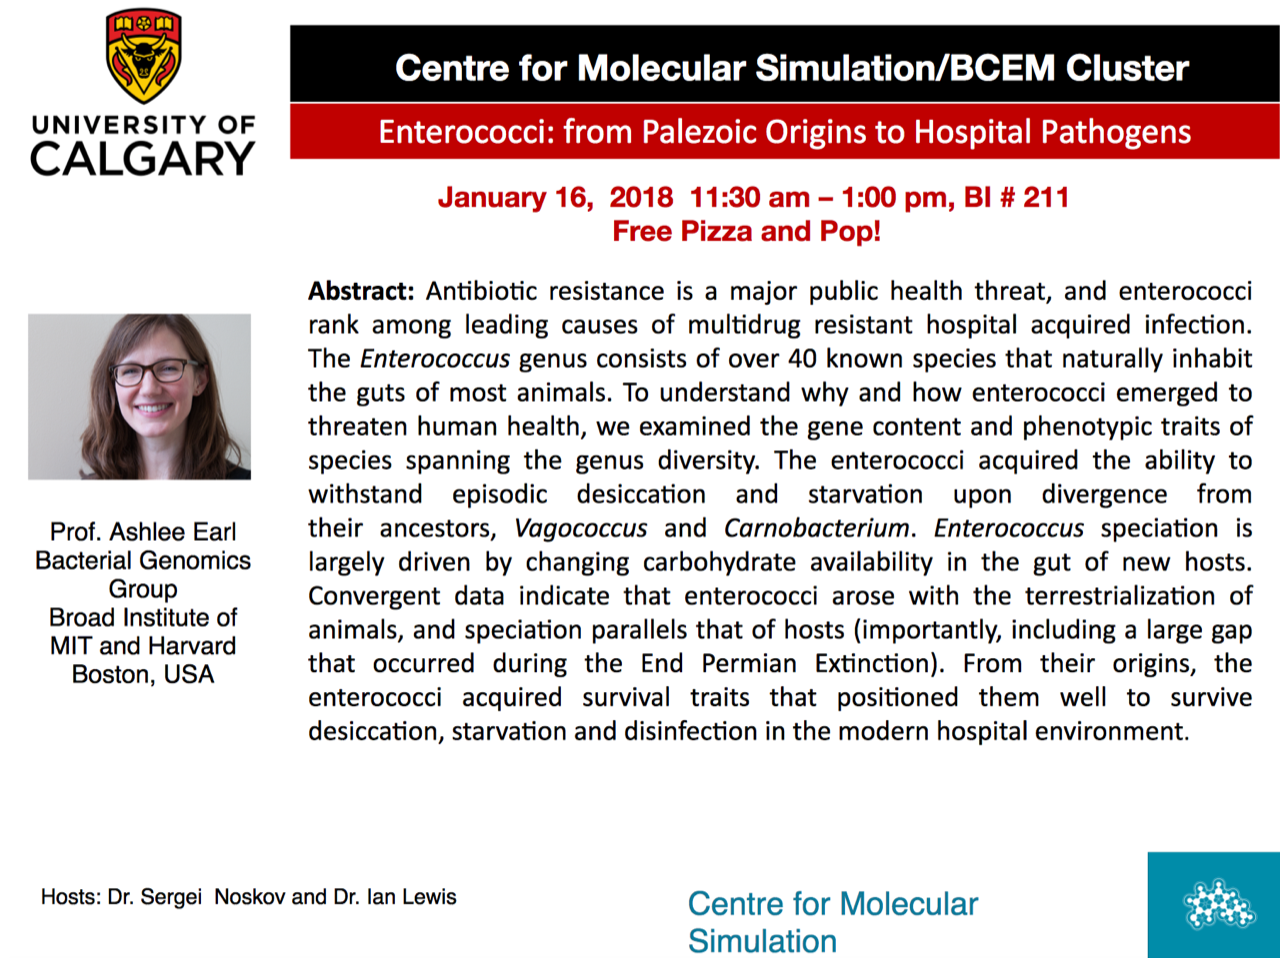 UNIVERSITY OF
CALGARY
Centre for Molecular Simulation/BCEM Cluster
Enterococci: from Palezoic Origins to Hospital Pathogens
January 16,  2018  11:30 am – 1:00 pm, BI # 211
Free Pizza and Pop!
Abstract: Antibiotic resistance is a major public health threat, and enterococci
rank among leading causes of multidrug resistant hospital acquired infection.
The Enterococcus genus consists of over 40 known species that naturally inhabit
the guts of most animals. To understand why and how enterococci emerged to
threaten human health, we examined the gene content and phenotypic traits of
species spanning the genus diversity. The enterococci acquired the ability to
withstand episodic desiccation and starvation upon divergence from
their ancestors, Vagococcus and Carnobacterium. Enterococcus speciation is
largely driven by changing carbohydrate availability in the gut of new hosts.
Convergent data indicate that enterococci arose with the terrestrialization of
animals, and speciation parallels that of hosts (importantly, including a large gap
that occurred during the End Permian Extinction). From their origins, the
enterococci acquired survival traits that positioned them well to survive
desiccation, starvation and disinfection in the modern hospital environment.
Prof. Ashlee Earl
Bacterial Genomics
Group
Broad Institute of
MIT and Harvard
Boston, USA
Hosts: Dr. Sergei  Noskov and Dr. Ian Lewis
Centre for Molecular
Simulation